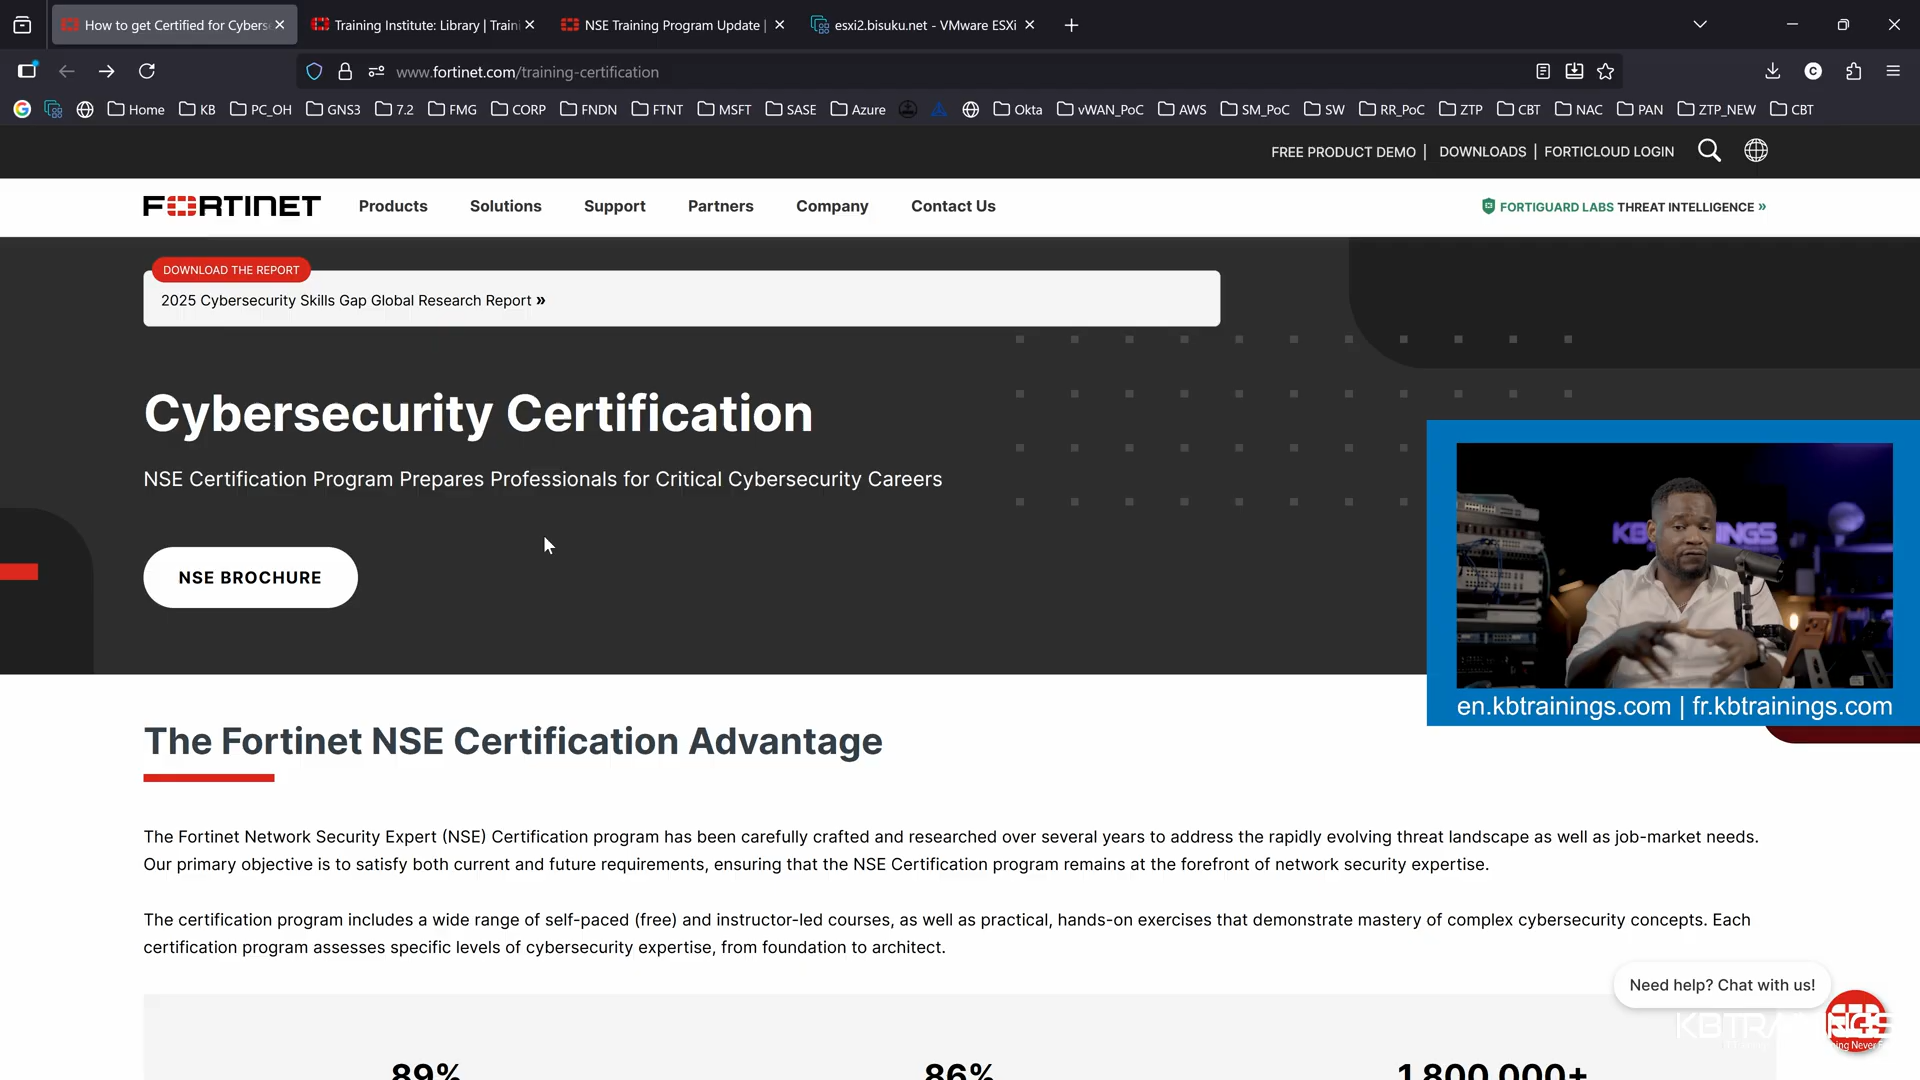 How to get Certified for Cybers
Training Institute: Library | Train
NSE Training Program Update |
esxi2.bisuku.net - VMware ESXi
www.fortinet.com/training-certification
Home
KB
PC_OH
GNS3
7.2
FMG
CORP
FNDN
FTNT
MSFT
SASE
Azure
Okta
vWAN_PoC
AWS
SM_PoC
SW
RR_PoC
ZTP
CBT
NAC
PAN
ZTP_NEW
CBT
FREE PRODUCT DEMO | DOWNLOADS | FORTICLOUD LOGIN
FORTINET
Products
Solutions
Support
Partners
Company
Contact Us
FORTIGUARD LABS THREAT INTELLIGENCE »
DOWNLOAD THE REPORT
2025 Cybersecurity Skills Gap Global Research Report »
Cybersecurity Certification
NSE Certification Program Prepares Professionals for Critical Cybersecurity Careers
NSE BROCHURE
en.kbtrainings.com | fr.kbtrainings.com
The Fortinet NSE Certification Advantage
The Fortinet Network Security Expert (NSE) Certification program has been carefully crafted and researched over several years to address the rapidly evolving threat landscape as well as job-market needs.
Our primary objective is to satisfy both current and future requirements, ensuring that the NSE Certification program remains at the forefront of network security expertise.
The certification program includes a wide range of self-paced (free) and instructor-led courses, as well as practical, hands-on exercises that demonstrate mastery of complex cybersecurity concepts. Each
certification program assesses specific levels of cybersecurity expertise, from foundation to architect.
Need help? Chat with us!
89%
86%
1,800,000+